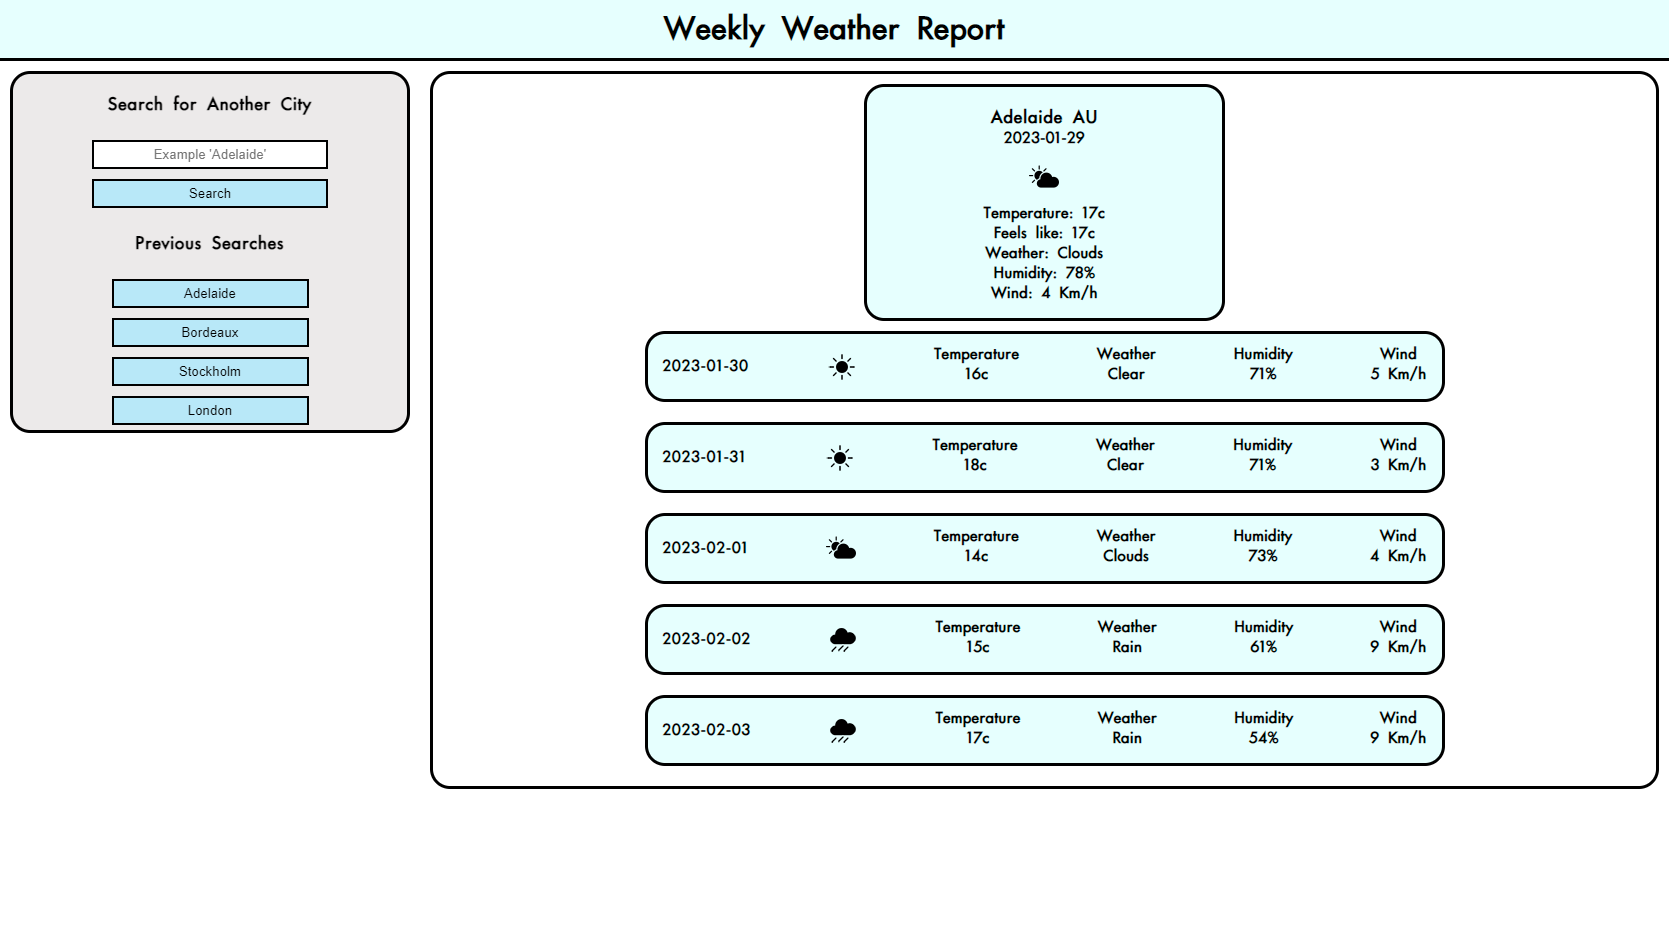 Weekly Weather Report
Search for Another City
Example 'Adelaide'
Search
Previous Searches
Adelaide
Bordeaux
Stockholm
London
Adelaide AU
2023-01-29
Temperature: 17c
Feels like: 17c
Weather: Clouds
Humidity: 78%
Wind: 4 Km/h
2023-01-30 Temperature Weather Humidity Wind
16c Clear 71% 5 Km/h
2023-01-31 Temperature Weather Humidity Wind
18c Clear 71% 3 Km/h
2023-02-01 Temperature Weather Humidity Wind
14c Clouds 73% 4 Km/h
2023-02-02 Temperature Weather Humidity Wind
15c Rain 61% 9 Km/h
2023-02-03 Temperature Weather Humidity Wind
17c Rain 54% 9 Km/h